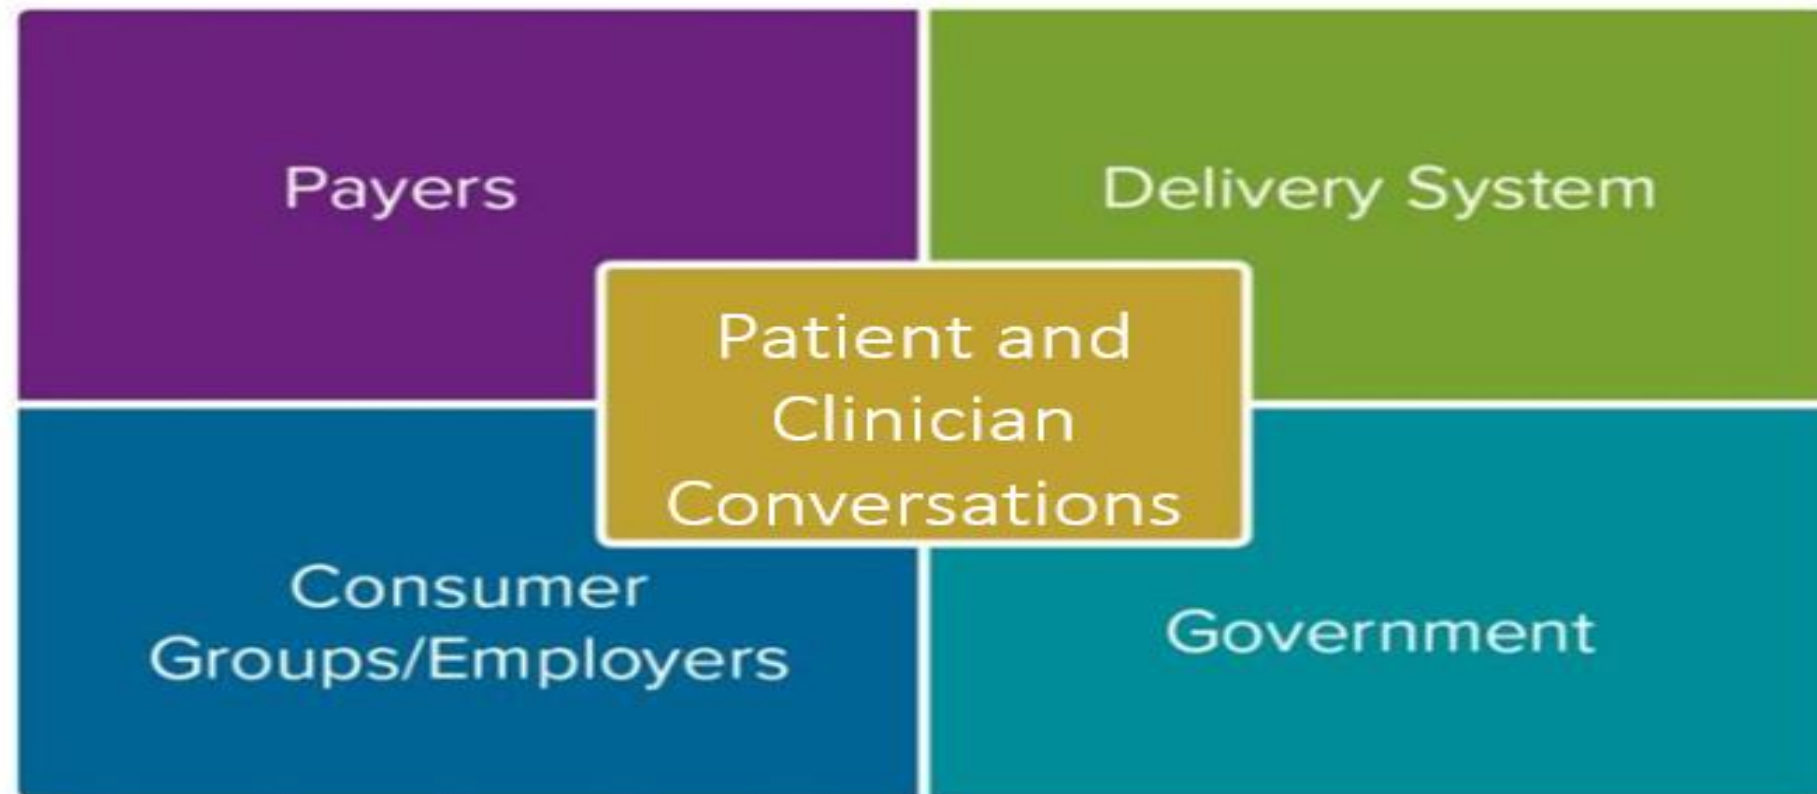 Payers
Delivery System
Patient and
Clinician
Conversations
Consumer
Groups/Employers
Government